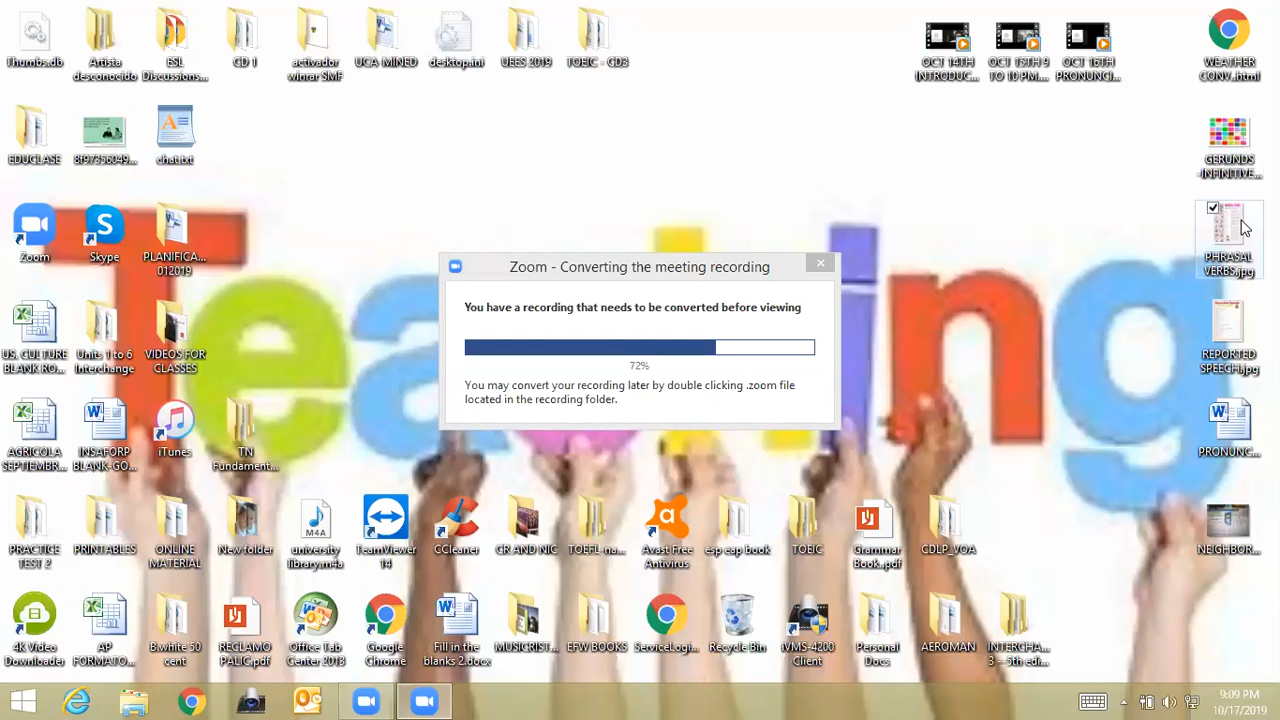 Thumbs.db
Artista
desconocido
ESL
Discussions...
CD 1
activador
winrar SMF
UCA-MINED
desktop.ini
UEES 2019
TOEIC - CD3
OCT 14TH
INTRODUC...
OCT 15TH 9
TO 10 PM....
OCT 16TH
PRONUNCI...
WEATHER
CONV..html
EDUCLASE
8f97356049...
chat.txt
GERUNDS
-INFINITIVE...
Zoom
Skype
PLANIFICA...
012019
PHRASAL
VERBS.jpg
Zoom - Converting the meeting recording
You have a recording that needs to be converted before viewing
72%
You may convert your recording later by double clicking .zoom file
located in the recording folder.
Teaching
US. CULTURE
BLANK RO...
Units 1 to 6
Interchange
VIDEOS FOR
CLASSES
REPORTED
SPEECH.jpg
AGRICOLA
SEPTIEMBR...
INSAFORP
BLANK-GO...
iTunes
TN
Fundament...
PRONUNC...
PRACTICE
TEST 2
PRINTABLES
ONLINE
MATERIAL
New folder
M4A
university
library.m4a
TeamViewer
14
CCleaner
CR AND NIC
TOEFL-na...
Avast Free
Antivirus
esp cap book
TOEIC
Grammar
Book..pdf
CDLP_VOA
NEIGHBOR...
4K Video
Downloader
AP
FORMATO...
B.white 50
cent
RECLAMO
PALIC.pdf
Office Tab
Center 2013
Google
Chrome
Fill in the
blanks 2.docx
MUSICRIST...
EFW BOOKS
ServiceLogi...
Recycle Bin
iVMS-4200
Client
Personal
Docs
AEROMAN
INTERCHA...
3 --5th edi...
9:09 PM
10/17/2019